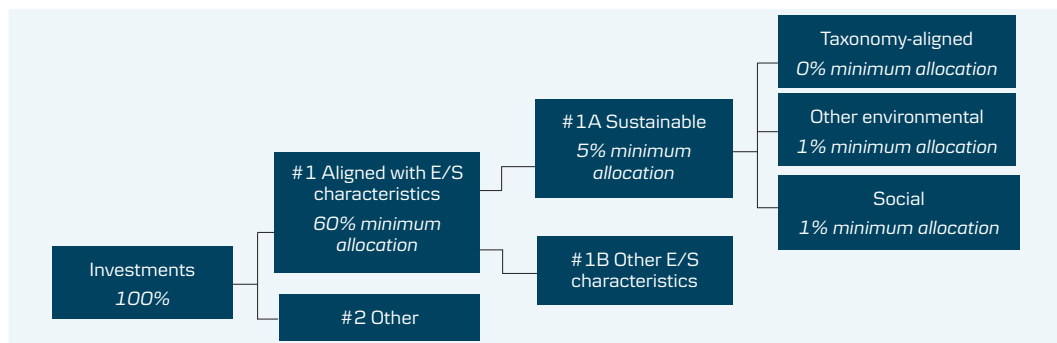 Investments
100%
#1 Aligned with E/S
characteristics
60% minimum
allocation
#2 Other
#1A Sustainable
5% minimum
allocation
#1B Other E/S
characteristics
Taxonomy-aligned
0% minimum allocation
Other environmental
1% minimum allocation
Social
1% minimum allocation